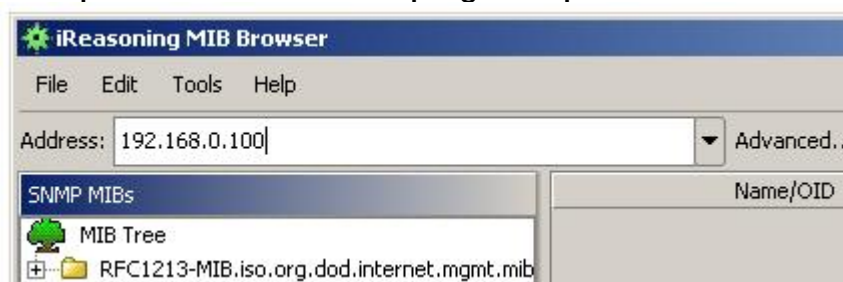 iReasoning MIB Browser
File Edit Tools Help
Address: 192.168.0.100 Advanced..
SNMP MIBs Name/OID
MIB Tree
RFC1213-MIB.iso.org.dod.internet.mgmt.mib